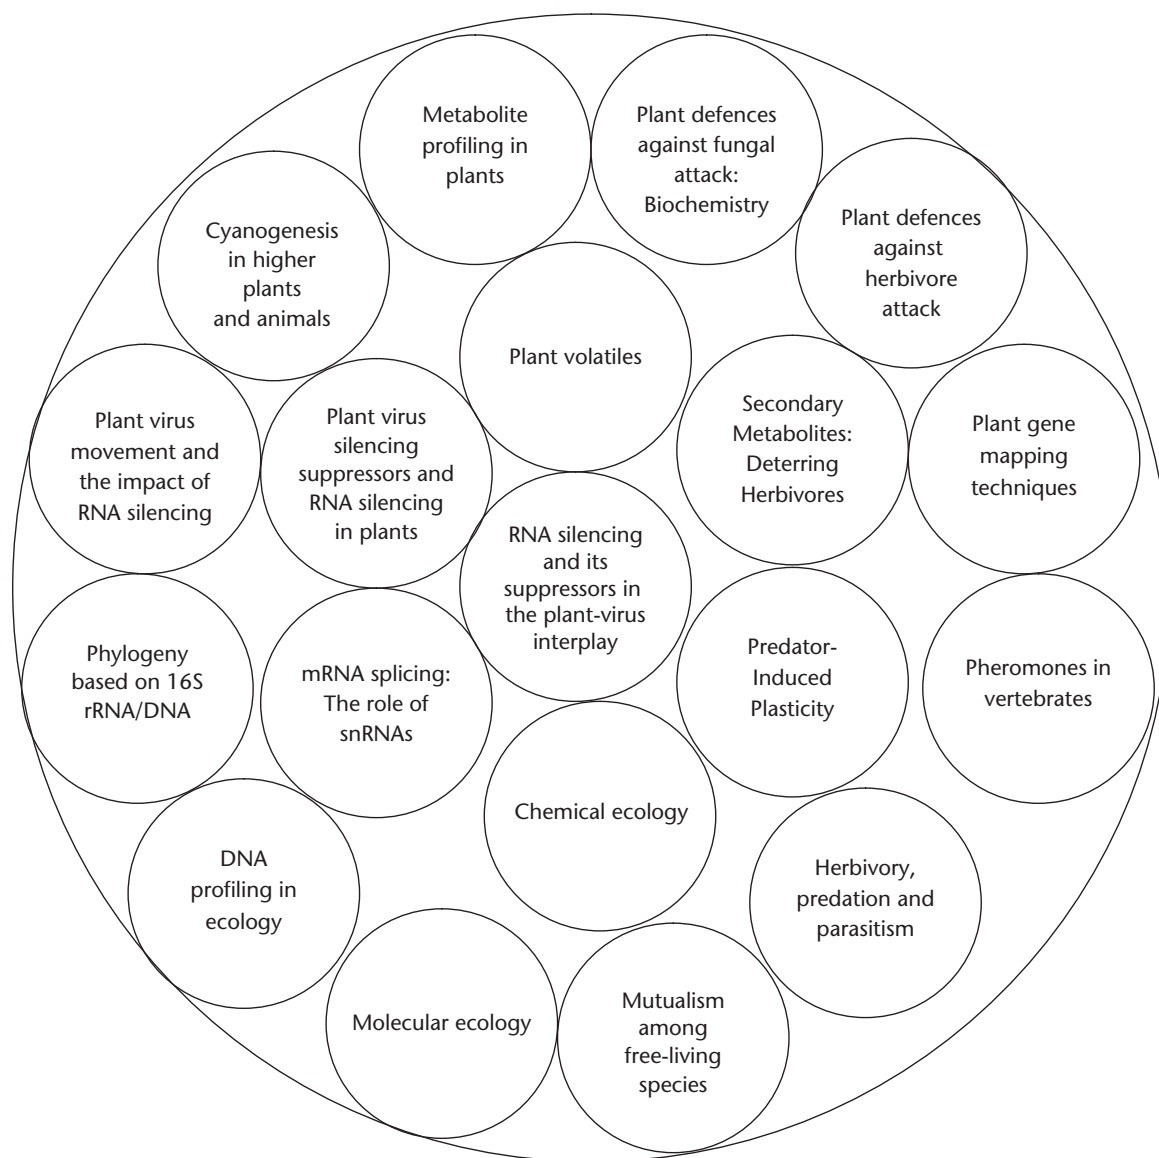 Metabolite
profiling in
plants
Plant defences
against fungal
attack:
Biochemistry
Cyanogenesis
in higher
plants
and animals
Plant defences
against
herbivore
attack
Plant volatiles
Plant virus
movement and
the impact of
RNA silencing
Plant virus
silencing
suppressors and
RNA silencing
in plants
Secondary
Metabolites:
Deterring
Herbivores
Plant gene
mapping
techniques
RNA silencing
and its
suppressors in
the plant-virus
interplay
Phylogeny
based on 16S
rRNA/DNA
mRNA splicing:
The role of
snRNAs
Predator-
Induced
Plasticity
Pheromones in
vertebrates
Chemical ecology
DNA
profiling in
ecology
Herbivory,
predation and
parasitism
Molecular ecology
Mutualism
among
free-living
species